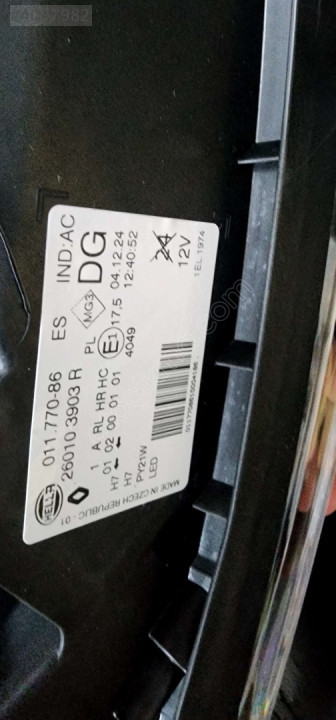 AC47982
HELLA
011.770-86
ES
IND:AC
26010 3903 R
MG3
DG
1 A RL HR HC
PL
E1
17,5
04.12.24
H7 ← 01 02 00 01 01
4049
12:40:52
H7
PY21W
24
12V
LED
1EL 1974
MADE IN CZECH REPUBLIC - 01